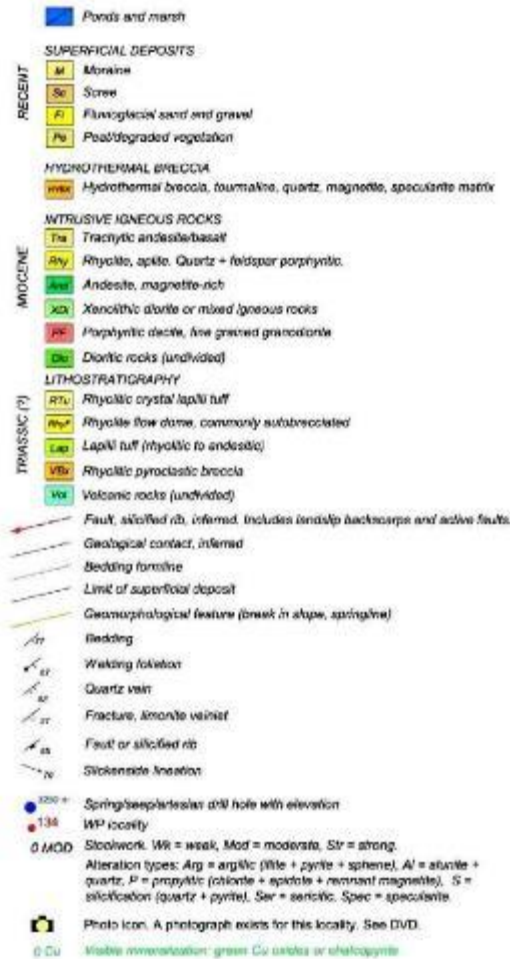 Ponds and marsh
SUPERFICIAL DEPOSITS
RECENT
M Moraine
Sc Scree
Fl Fluvioglacial sand and gravel
Pe Peat/degraded vegetation
HYDROTHERMAL BRECCIA
HYBX Hydrothermal breccia, tourmaline, quartz, magnetite, specularite matrix
INTRUSIVE IGNEOUS ROCKS
MIOCENE
Tra Trachytic andesite/basalt
Rhy Rhyolite, aplite. Quartz + feldspar porphyritic.
And Andesite, magnetite-rich
XDi Xenolithic diorite or mixed igneous rocks
PF Porphyritic dacite, fine grained granodiorite
Dio Dioritic rocks (undivided)
LITHOSTRATIGRAPHY
TRIASSIC (?)
RTu Rhyolitic crystal lapilli tuff
RhyF Rhyolite flow dome, commonly autobrecciated
Lap Lapilli tuff (rhyolitic to andesitic)
VBx Rhyolitic pyroclastic breccia
Vol Volcanic rocks (undivided)
Fault, silicified rib, inferred. Includes landslip backscarps and active faults.
Geological contact, inferred
Bedding formline
Limit of superficial deposit
Geomorphological feature (break in slope, springline)
77 Bedding
Welding foliation
Quartz vein
Fracture, limonite veinlet
Fault or silicified rib
Slickenside lineation
Spring/seep/artesian drill hole with elevation
134 WP locality
0 MOD Stockwork. Wk = weak, Mod = moderate, Str = strong.
Alteration types: Arg = argillic (illite + pyrite + sphene), Al = alunite +
quartz, P = propylitic (chlorite + epidote + remnant magnetite), S =
silicification (quartz + pyrite), Ser = sericitic, Spec = specularite.
Photo icon. A photograph exists for this locality. See DVD.
0 Cu Visible mineralization: green Cu oxides or chalcopyrite